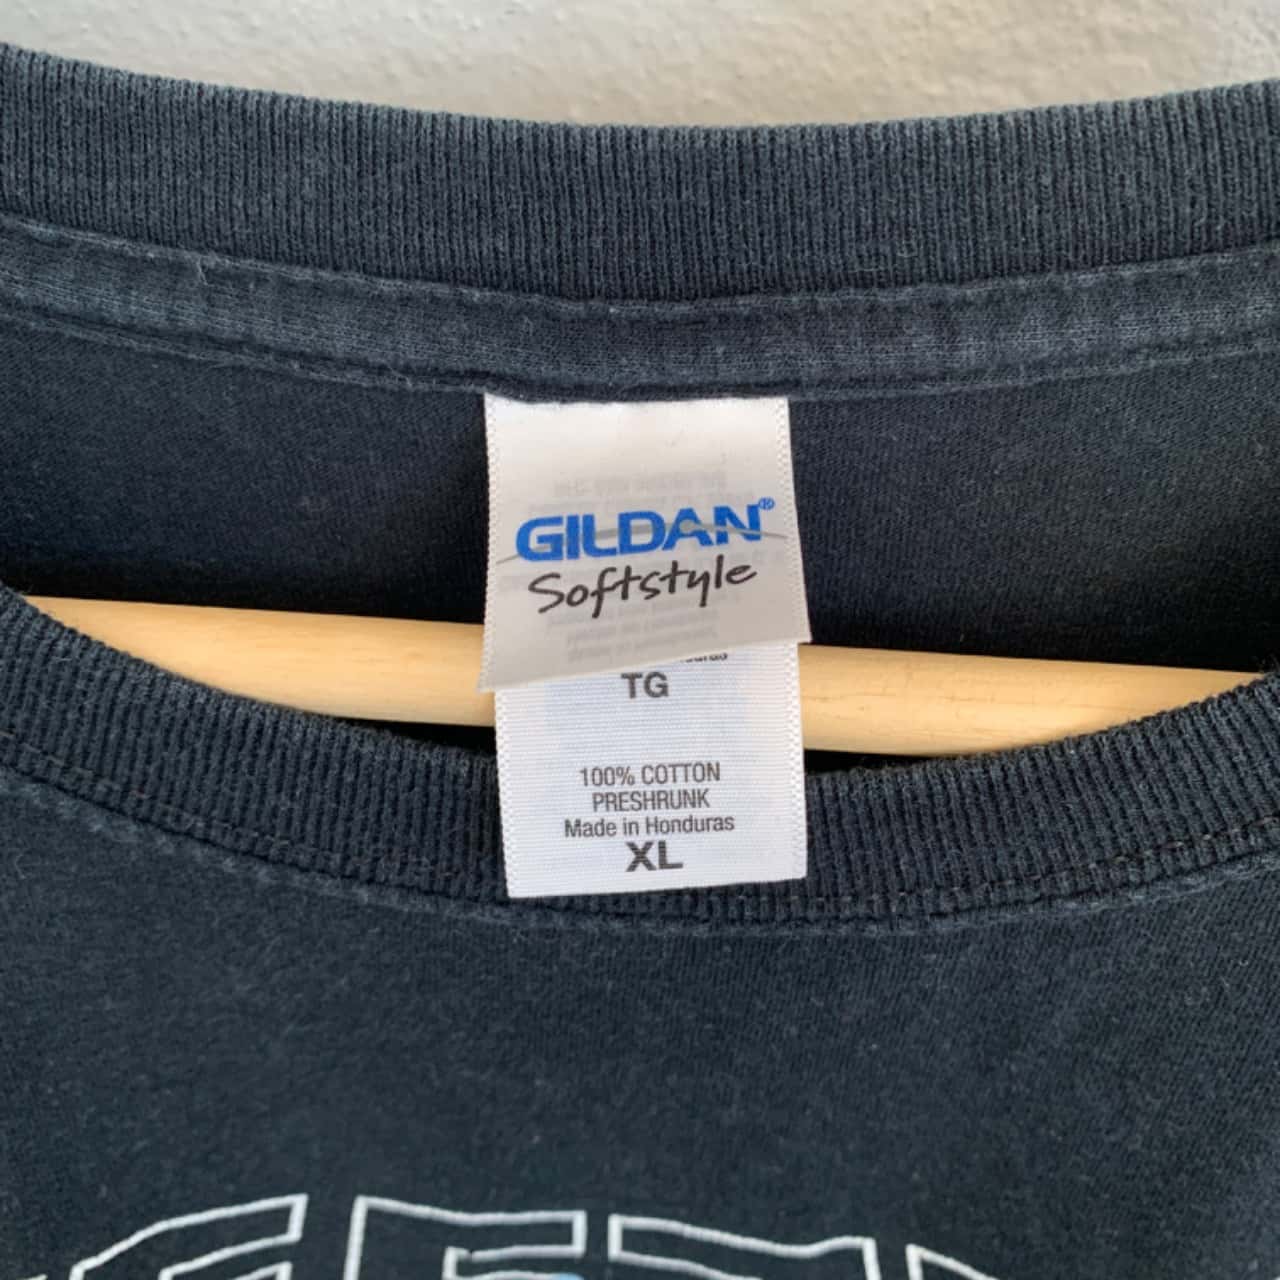 GILDAN®
Softstyle
TG
100% COTTON
PRESHRUNK
Made in Honduras
XL